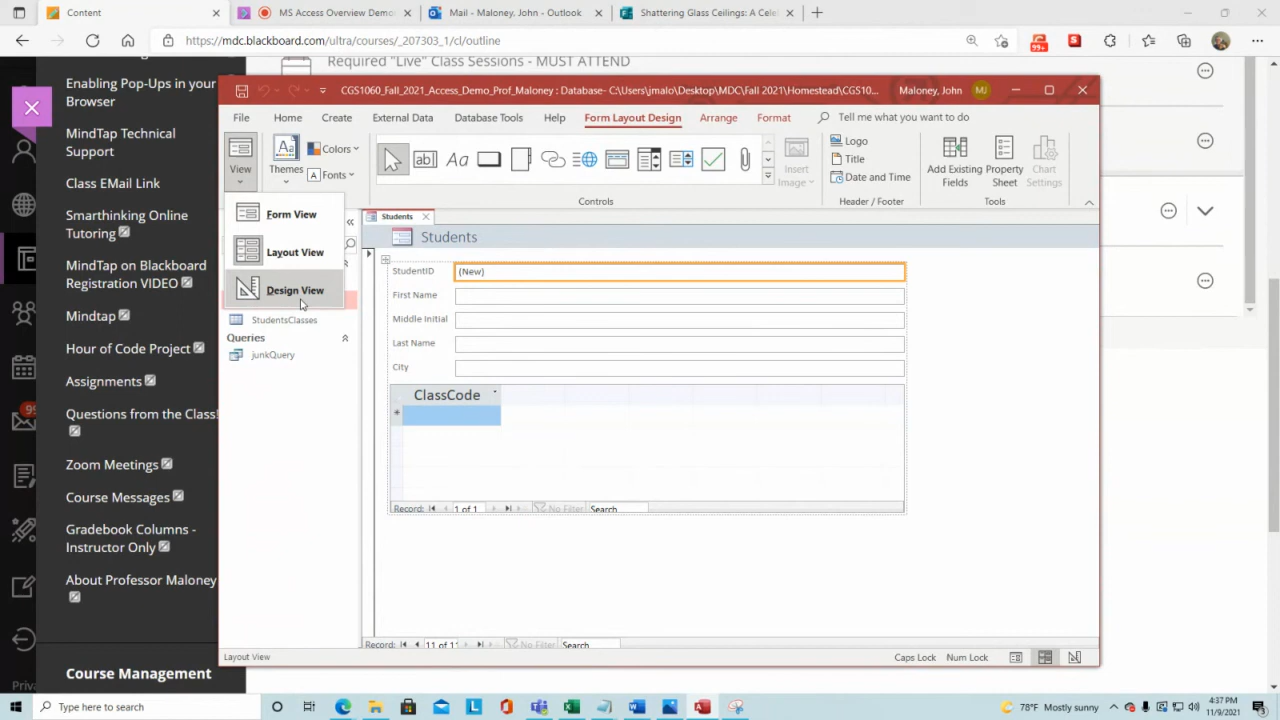 Content
MS Access Overview Demo
Mail - Maloney, John - Outlook
Shattering Glass Ceilings: A Cel
https://mdc.blackboard.com/ultra/courses/_207303_1/cl/outline
99+
Required "Live" Class Sessions - MUST ATTEND
Enabling Pop-Ups in your
Browser
MindTap Technical
Support
Class EMail Link
Smarthinking Online
Tutoring
MindTap on Blackboard
Registration VIDEO
Mindtap
Hour of Code Project
Assignments
Questions from the Class!
Zoom Meetings
Course Messages
Gradebook Columns -
Instructor Only
About Professor Maloney
Course Management
CGS1060_Fall_2021_Access_Demo_Prof_Maloney : Database- C:\Users\jmalo\Desktop\MDC\Fall 2021\Homestead\CGS10...
Maloney, John
MJ
File
Home
Create
External Data
Database Tools
Help
Form Layout Design
Arrange
Format
Tell me what you want to do
View
Themes
Colors
Fonts
Aa
ab
Aa
Controls
Insert
Image
Logo
Title
Date and Time
Header / Footer
Add Existing
Fields
Property
Sheet
Chart
Settings
Tools
Form View
Layout View
Design View
StudentsClasses
Queries
junkQuery
Students
Students
StudentID
(New)
First Name
Middle Initial
Last Name
City
ClassCode
Record:
1 of 1
No Filter
Search
Record:
11 of 11
No Filter
Search
Layout View
Caps Lock
Num Lock
Type here to search
78°F Mostly sunny
4:37 PM
11/9/2021